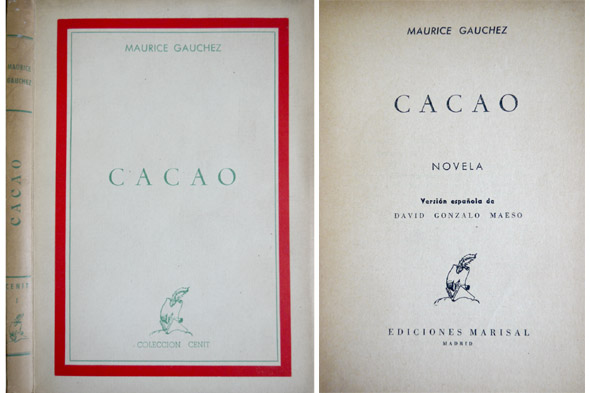 MAURICE
GAUCHEZ
CACAO
CENIT
MAURICE GAUCHEZ
CACAO
COLECCION CENIT
MAURICE GAUCHEZ
CACAO
NOVELA
Versión española de
DAVID GONZALO MAESO
EDICIONES MARISAL
MADRID